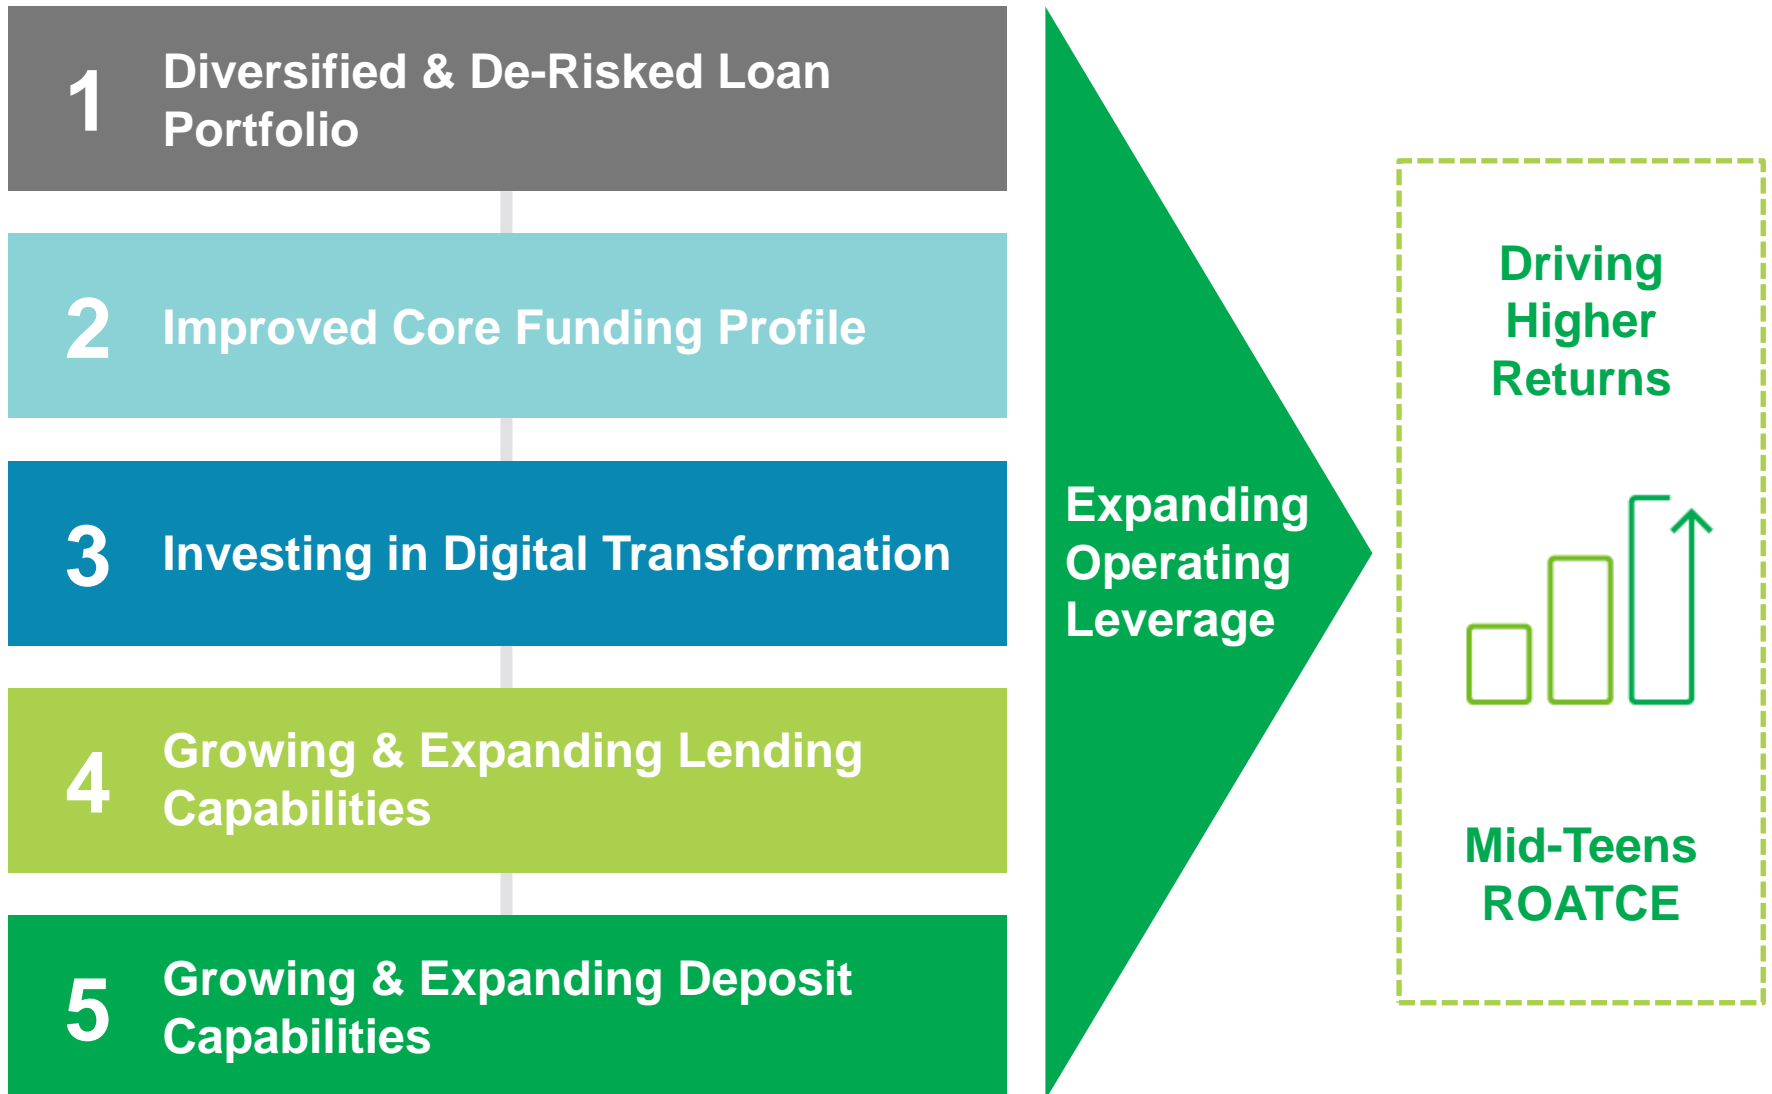 1
Diversified & De-Risked Loan
Portfolio
2
Improved Core Funding Profile
3
Investing in Digital Transformation
4
Growing & Expanding Lending
Capabilities
5
Growing & Expanding Deposit
Capabilities
Expanding
Operating
Leverage
Driving
Higher
Returns
Mid-Teens
ROATCE